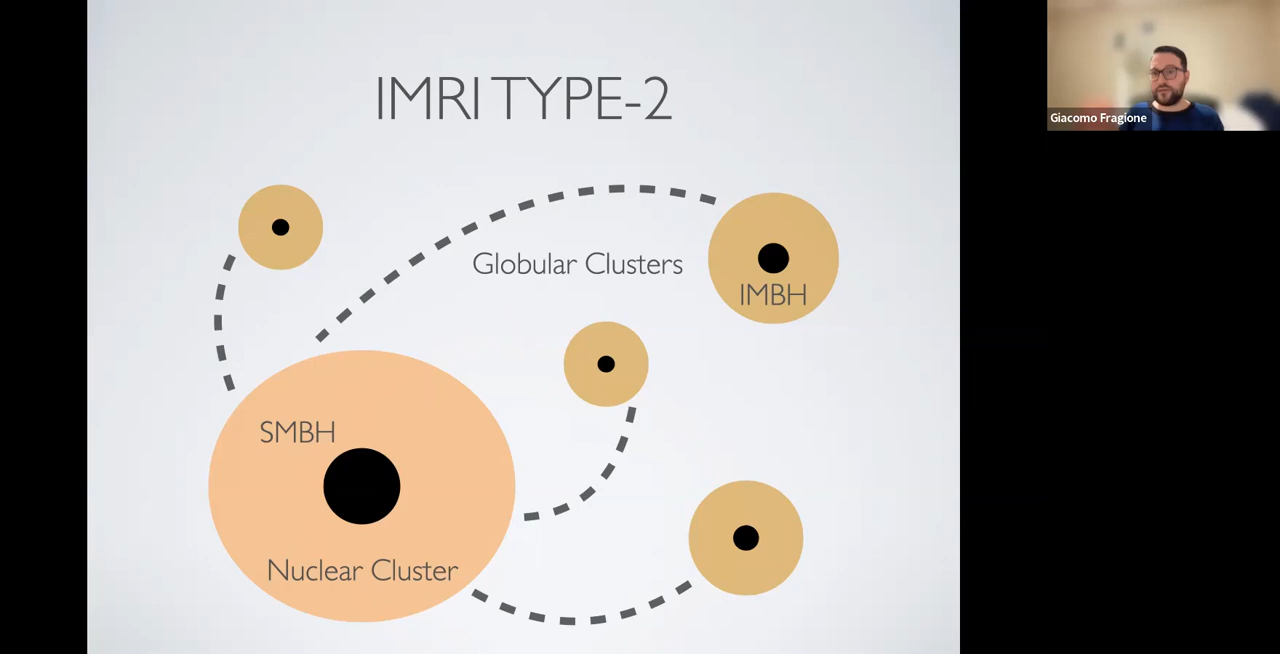 IMRI TYPE-2
Giacomo Fragione
Globular Clusters
IMBH
SMBH
Nuclear Cluster